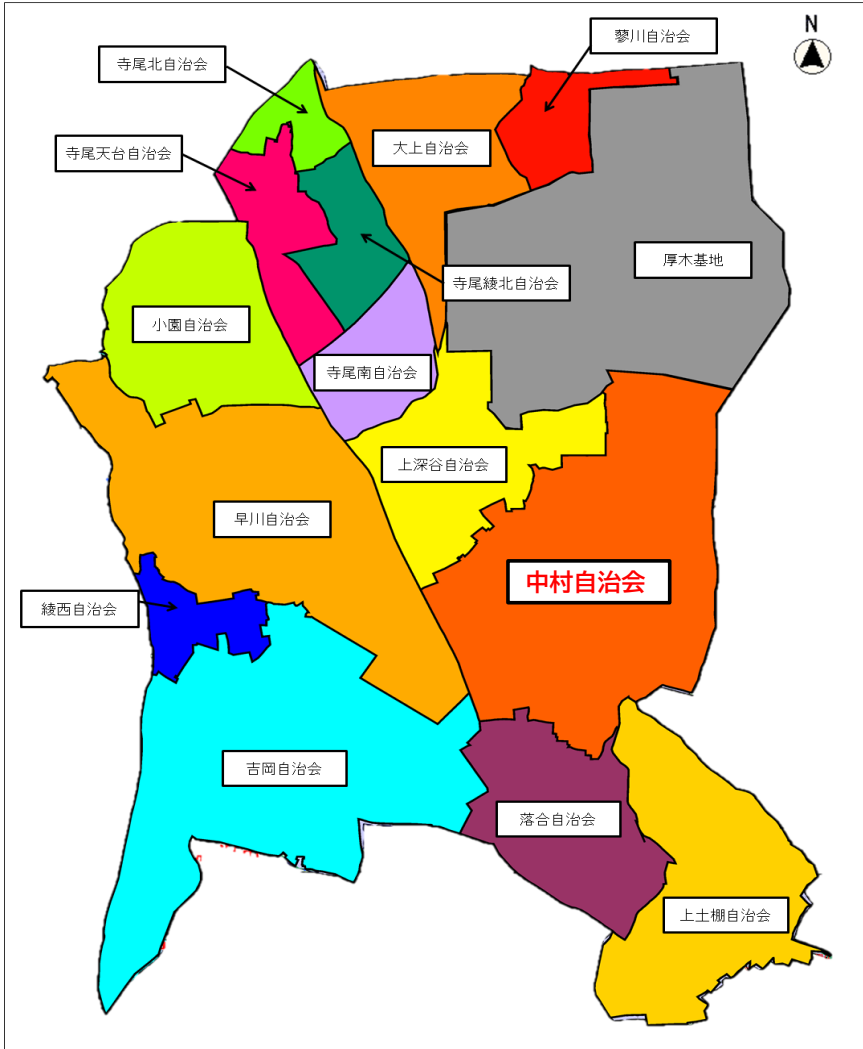 N
蓼川自治会
寺尾北自治会
大上自治会
寺尾天台自治会
厚木基地
寺尾綾北自治会
小園自治会
寺尾南自治会
上深谷自治会
早川自治会
中村自治会
綾西自治会
吉岡自治会
落合自治会
上土棚自治会